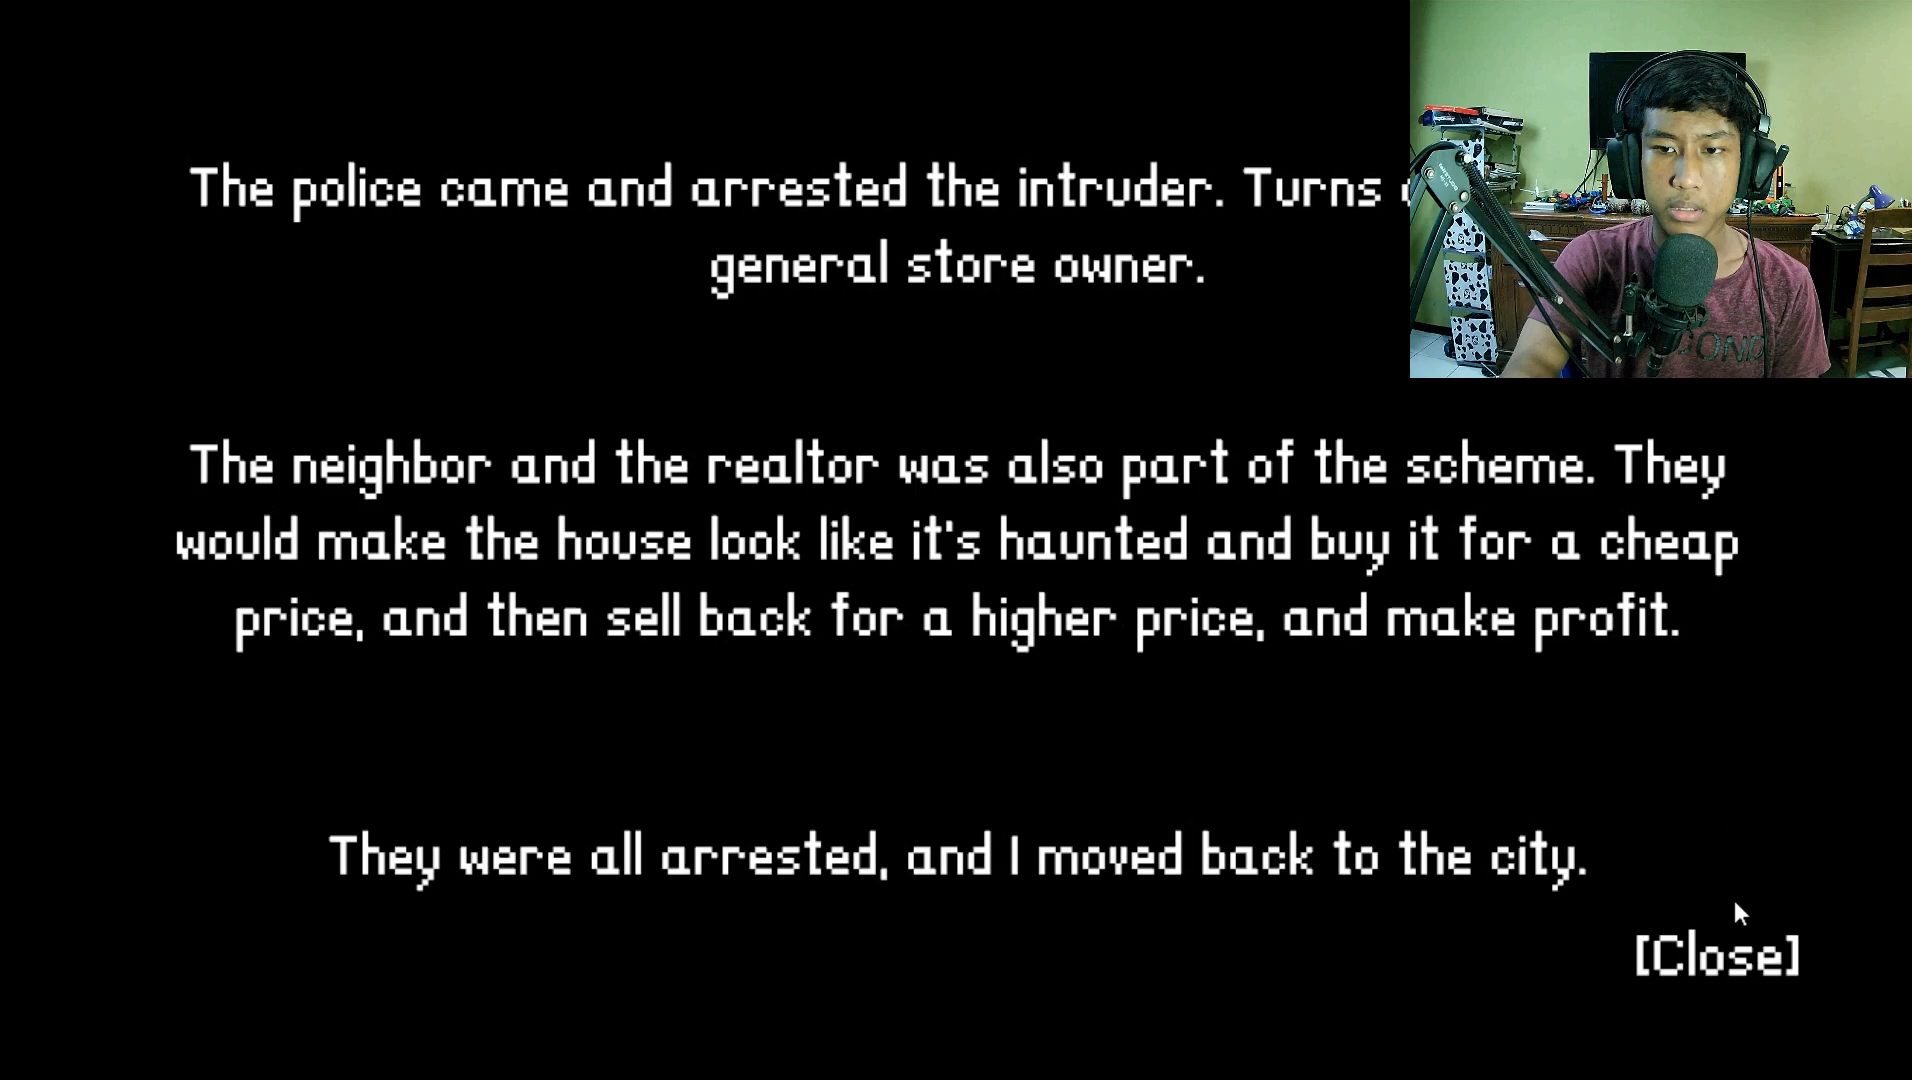 The police came and arrested the intruder. Turns
general store owner.
The neighbor and the realtor was also part of the scheme. They
would make the house look like it's haunted and buy it for a cheap
price, and then sell back for a higher price, and make profit.
They were all arrested, and I moved back to the city.
[Close]